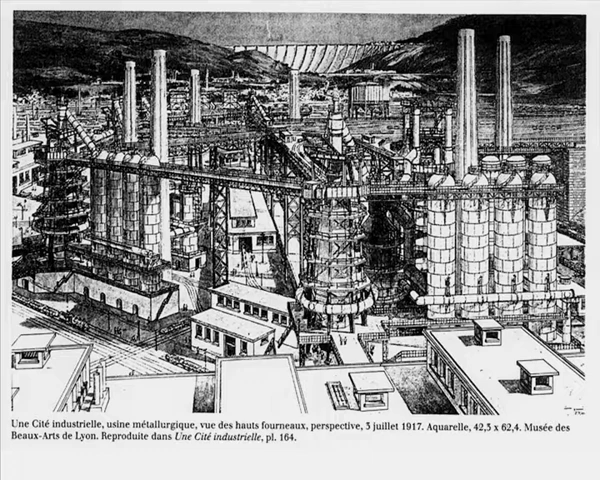 Une Cité industrielle, usine métallurgique, vue des hauts fourneaux, perspective, 3 juillet 1917. Aquarelle, 42,3 x 62,4. Musée des
Beaux-Arts de Lyon. Reproduite dans Une Cité industrielle, pl. 164.